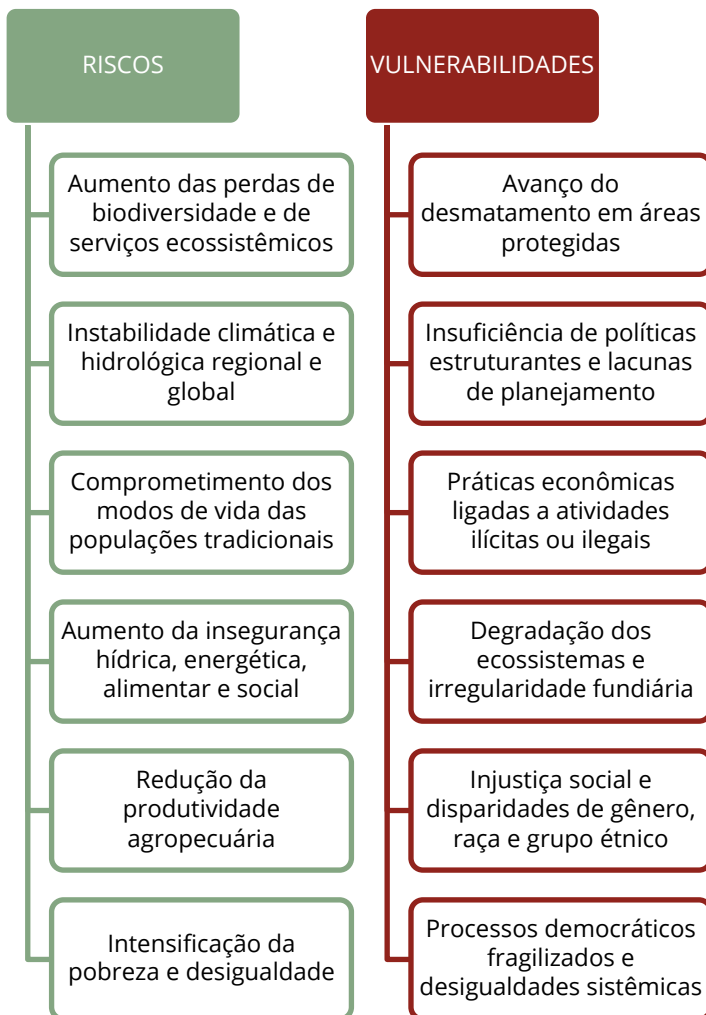 RISCOS
Aumento das perdas de
biodiversidade e de
serviços ecossistêmicos
Instabilidade climática e
hidrológica regional e
global
Comprometimento dos
modos de vida das
populações tradicionais
Aumento da insegurança
hídrica, energética,
alimentar e social
Redução da
produtividade
agropecuária
Intensificação da
pobreza e desigualdade
VULNERABILIDADES
Avanço do
desmatamento em áreas
protegidas
Insuficiência de políticas
estruturantes e lacunas
de planejamento
Práticas econômicas
ligadas a atividades
ilícitas ou ilegais
Degradação dos
ecossistemas e
irregularidade fundiária
Injustiça social e
disparidades de gênero,
raça e grupo étnico
Processos democráticos
fragilizados e
desigualdades sistêmicas